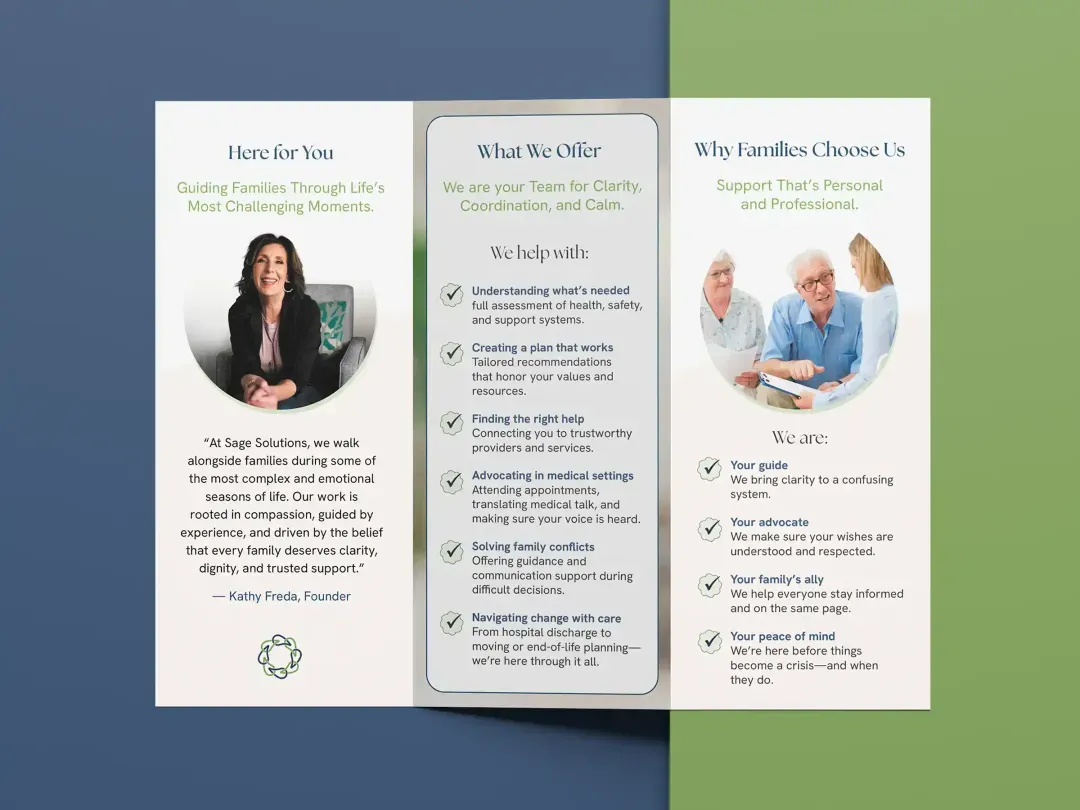 Here for You
Guiding Families Through Life's
Most Challenging Moments.
“At Sage Solutions, we walk
alongside families during some of
the most complex and emotional
seasons of life. Our work is
rooted in compassion, guided by
experience, and driven by the belief
that every family deserves clarity,
dignity, and trusted support.”
— Kathy Freda, Founder
What We Offer
We are your Team for Clarity,
Coordination, and Calm.
We help with:
Understanding what’s needed
full assessment of health, safety,
and support systems.
Creating a plan that works
Tailored recommendations
that honor your values and
resources.
Finding the right help
Connecting you to trustworthy
providers and services.
Advocating in medical settings
Attending appointments,
translating medical talk, and
making sure your voice is heard.
Solving family conflicts
Offering guidance and
communication support during
difficult decisions.
Navigating change with care
From hospital discharge to
moving or end-of-life planning—
we’re here through it all.
Why Families Choose Us
Support That’s Personal
and Professional.
We are:
Your guide
We bring clarity to a confusing
system.
Your advocate
We make sure your wishes are
understood and respected.
Your family’s ally
We help everyone stay informed
and on the same page.
Your peace of mind
We’re here before things
become a crisis—and when
they do.